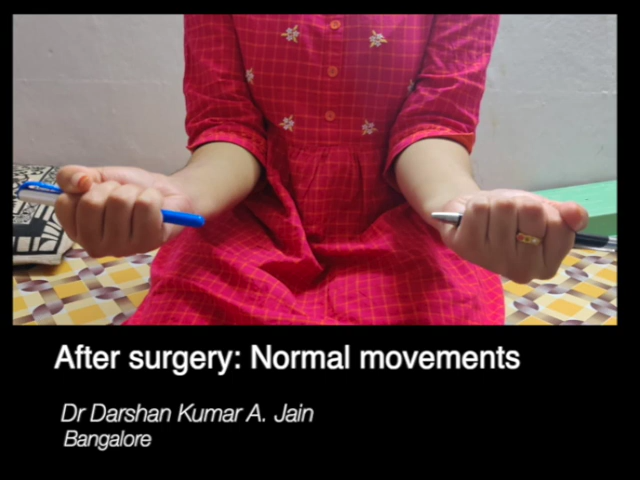 After surgery: Normal movements
Dr Darshan Kumar A. Jain
Bangalore